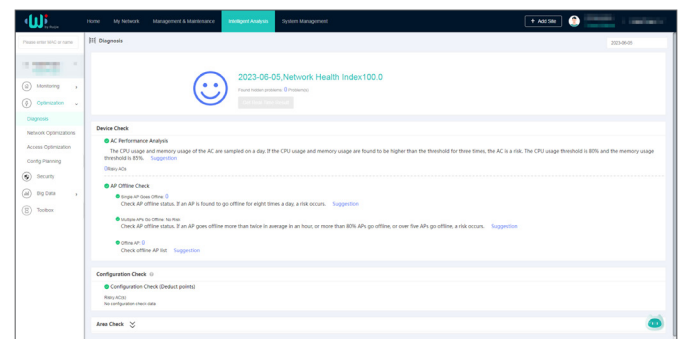 by Ruijie
Home
My Network
Management & Maintenance
Intelligent Analysis
System Management
+ Add Site
Please enter MAC or name
Diagnosis
2023-06-05
Monitoring
Optimization
Diagnosis
Network Optimizations
Access Optimization
Config Planning
Security
Big Data
Toolbox
2023-06-05,Network Health Index100.0
Found hidden problems: 0 Problem(s)
Device Check
AC Performance Analysis
The CPU usage and memory usage of the AC are sampled on a day. If the CPU usage and memory usage are found to be higher than the threshold for three times, the AC is a risk. The CPU usage threshold is 80% and the memory usage
threshold is 85%. Suggestion
0Risky ACs
AP Offline Check
Single AP Goes Offline: 0
Check AP offline status. If an AP is found to go offline for eight times a day, a risk occurs. Suggestion
Multiple APs Go Offline: No Risk
Check AP offline status. If an AP goes offline more than twice in average in an hour, or more than 80% APs go offline, or over five APs go offline, a risk occurs. Suggestion
Offline AP: 0
Check offline AP list Suggestion
Configuration Check
Configuration Check (Deduct points)
Risky AC(s)
No configuration check data.
Area Check